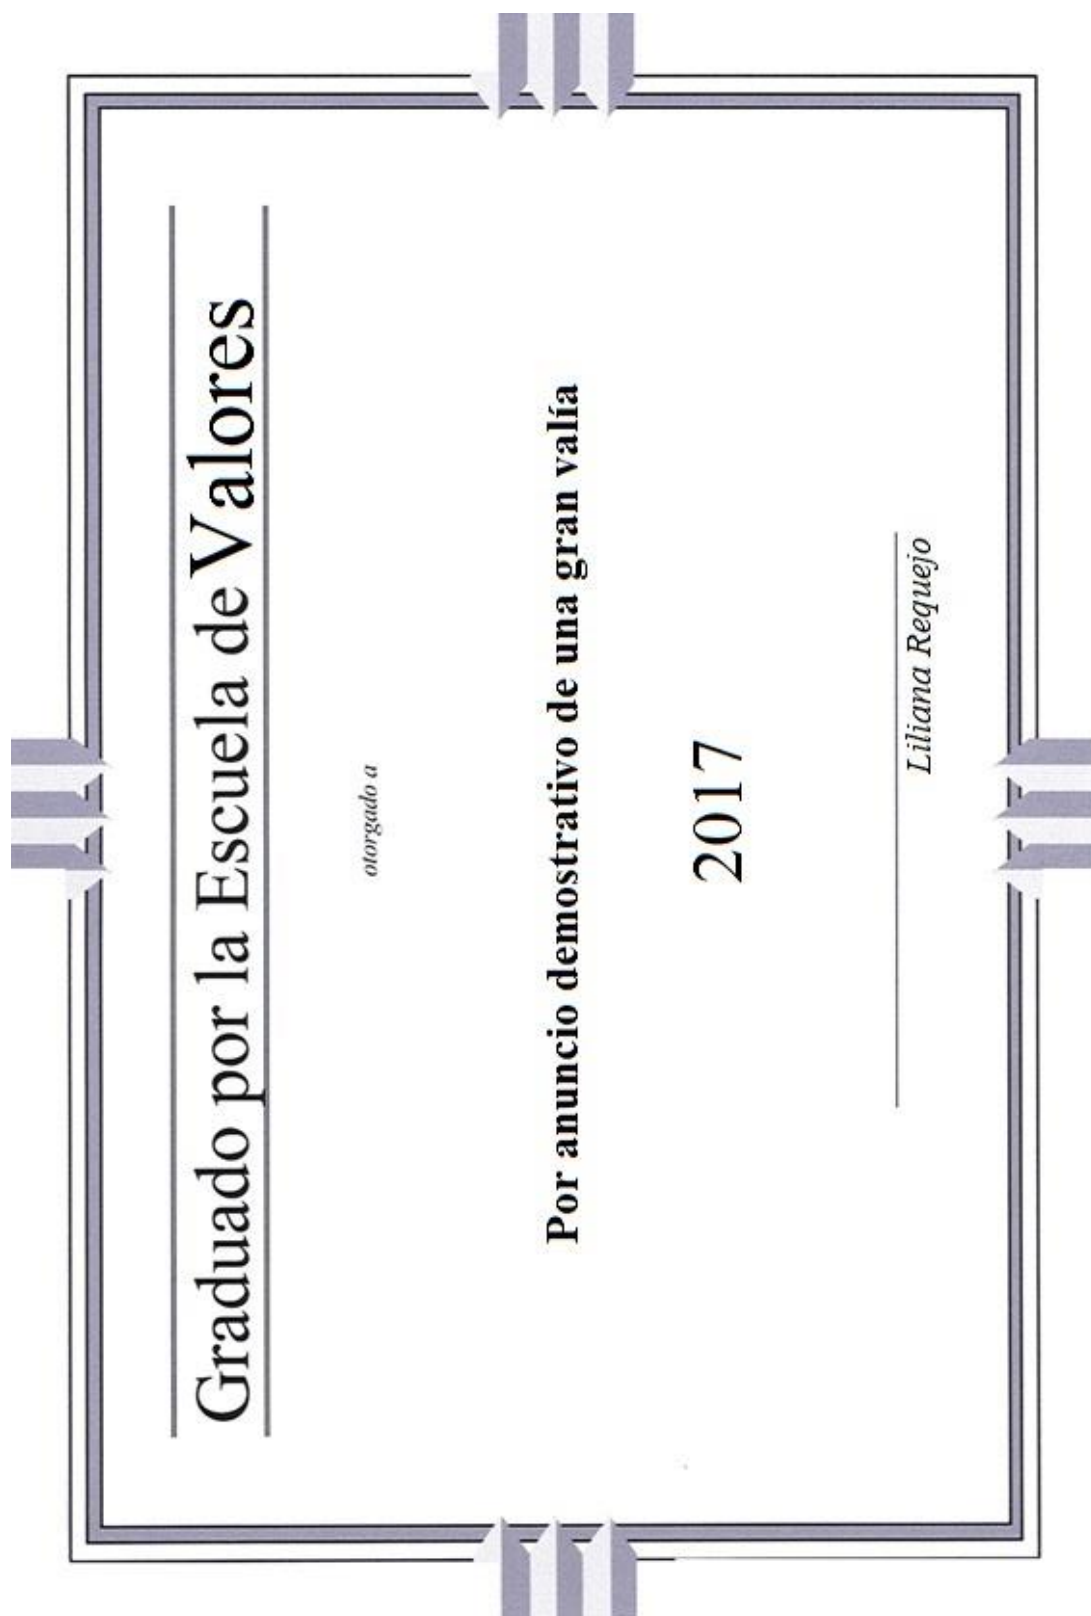 Graduado por la Escuela de Valores
otorgado a
Por anuncio demostrativo de una gran valía
2017
Liliana Requejo